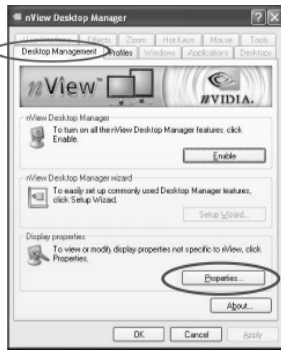 nView Desktop Manager
User Interface Effects Zoom Hot Keys Mouse Tools
Desktop Management Profiles Windows Applications Desktops
nView™
NVIDIA.
nView Desktop Manager
To turn on all the nView Desktop Manager features, click
Enable.
Enable
nView Desktop Manager wizard
To easily set up commonly used Desktop Manager features,
click Setup Wizard.
Setup Wizard...
Display properties
To view or modify display properties not specific to nView, click
Properties.
Properties...
About...
OK Cancel Apply